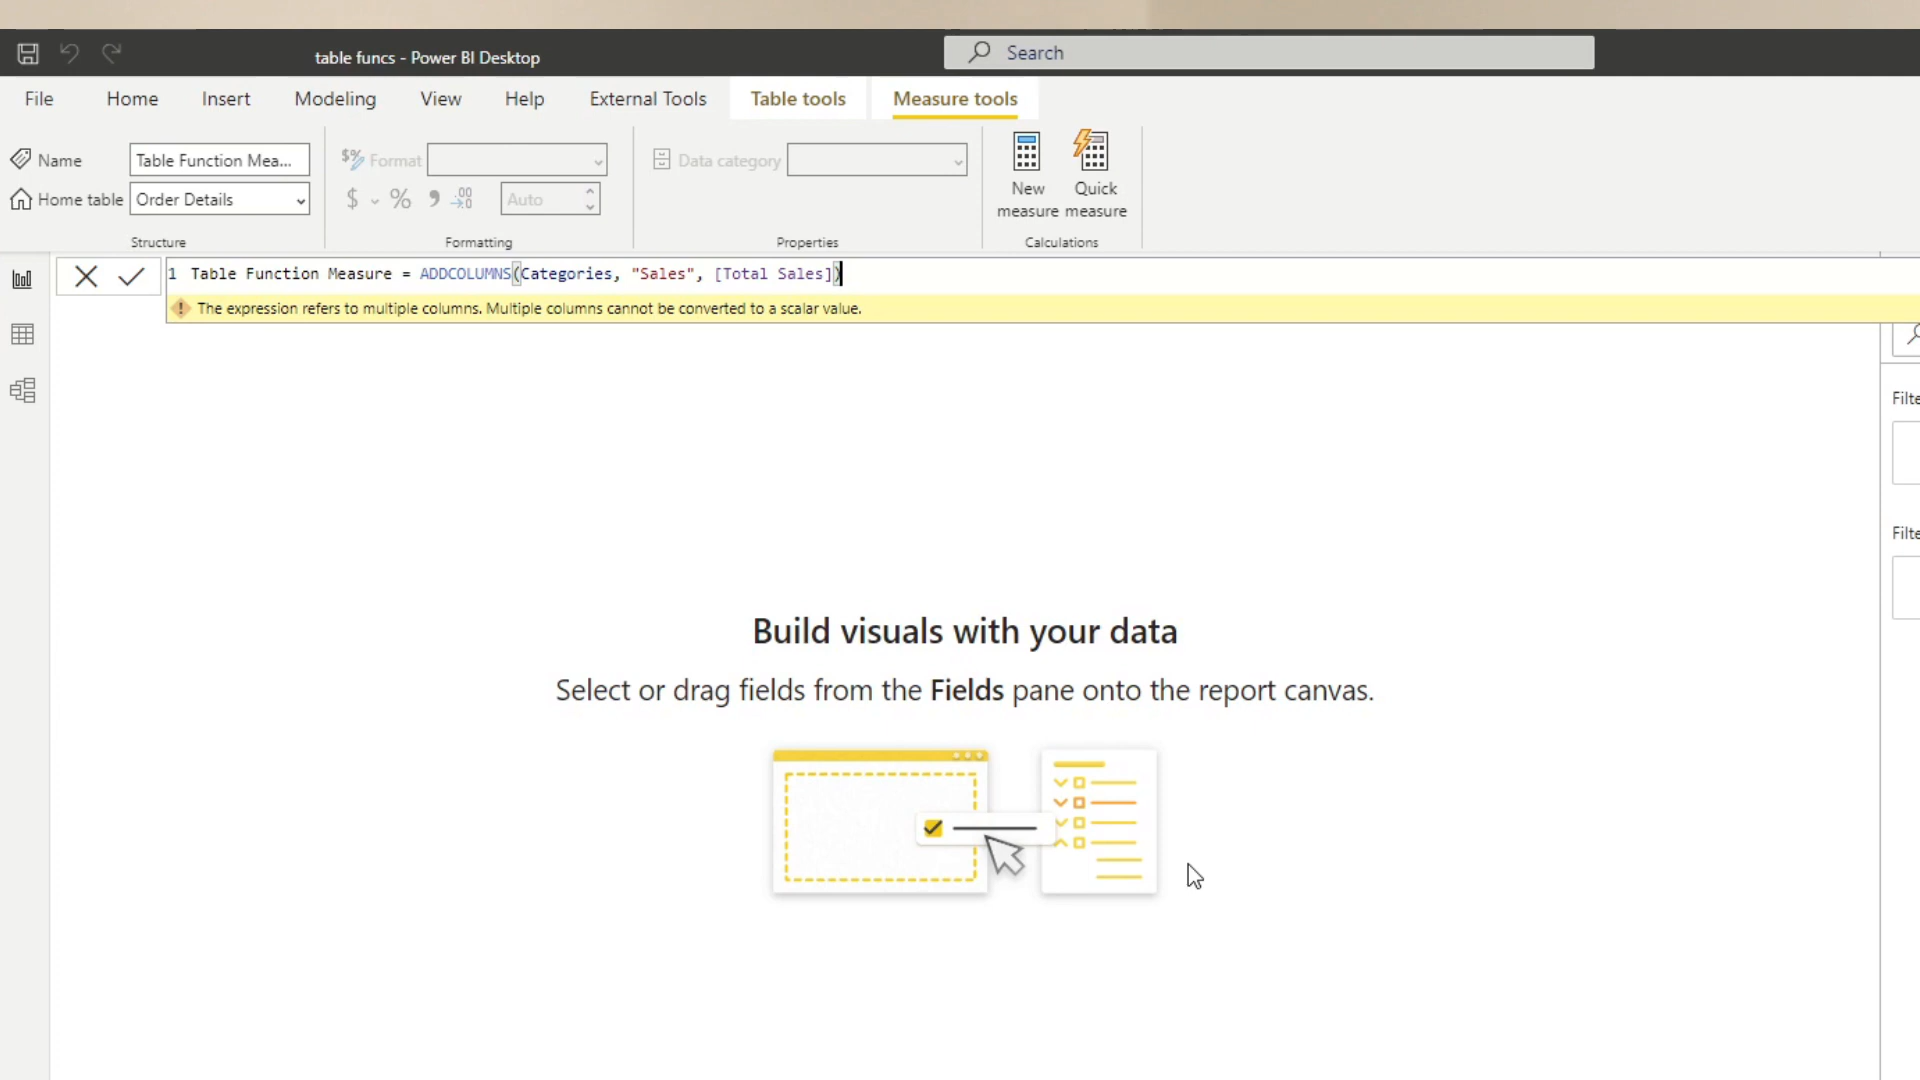 table funcs - Power BI Desktop
Search
File Home Insert Modeling View Help External Tools Table tools Measure tools
Name Table Function Mea... Format Data category
Home table Order Details $ % 9 .00 →.0 Auto
New measure
Quick measure
Structure Formatting Properties Calculations
1 Table Function Measure = ADDCOLUMNS(Categories, "Sales", [Total Sales])
The expression refers to multiple columns. Multiple columns cannot be converted to a scalar value.
Filte
Filte
Build visuals with your data
Select or drag fields from the Fields pane onto the report canvas.